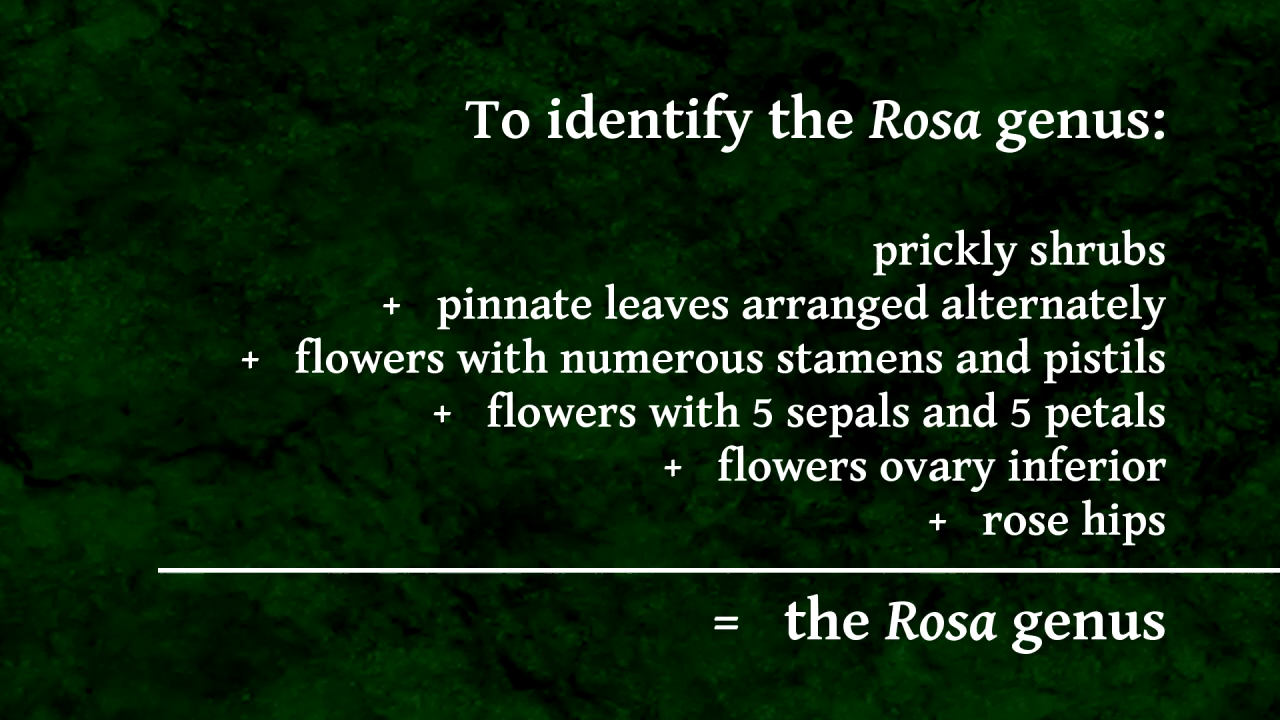 To identify the Rosa genus:
prickly shrubs
+ pinnate leaves arranged alternately
+ flowers with numerous stamens and pistils
+ flowers with 5 sepals and 5 petals
+ flowers ovary inferior
+ rose hips
= the Rosa genus